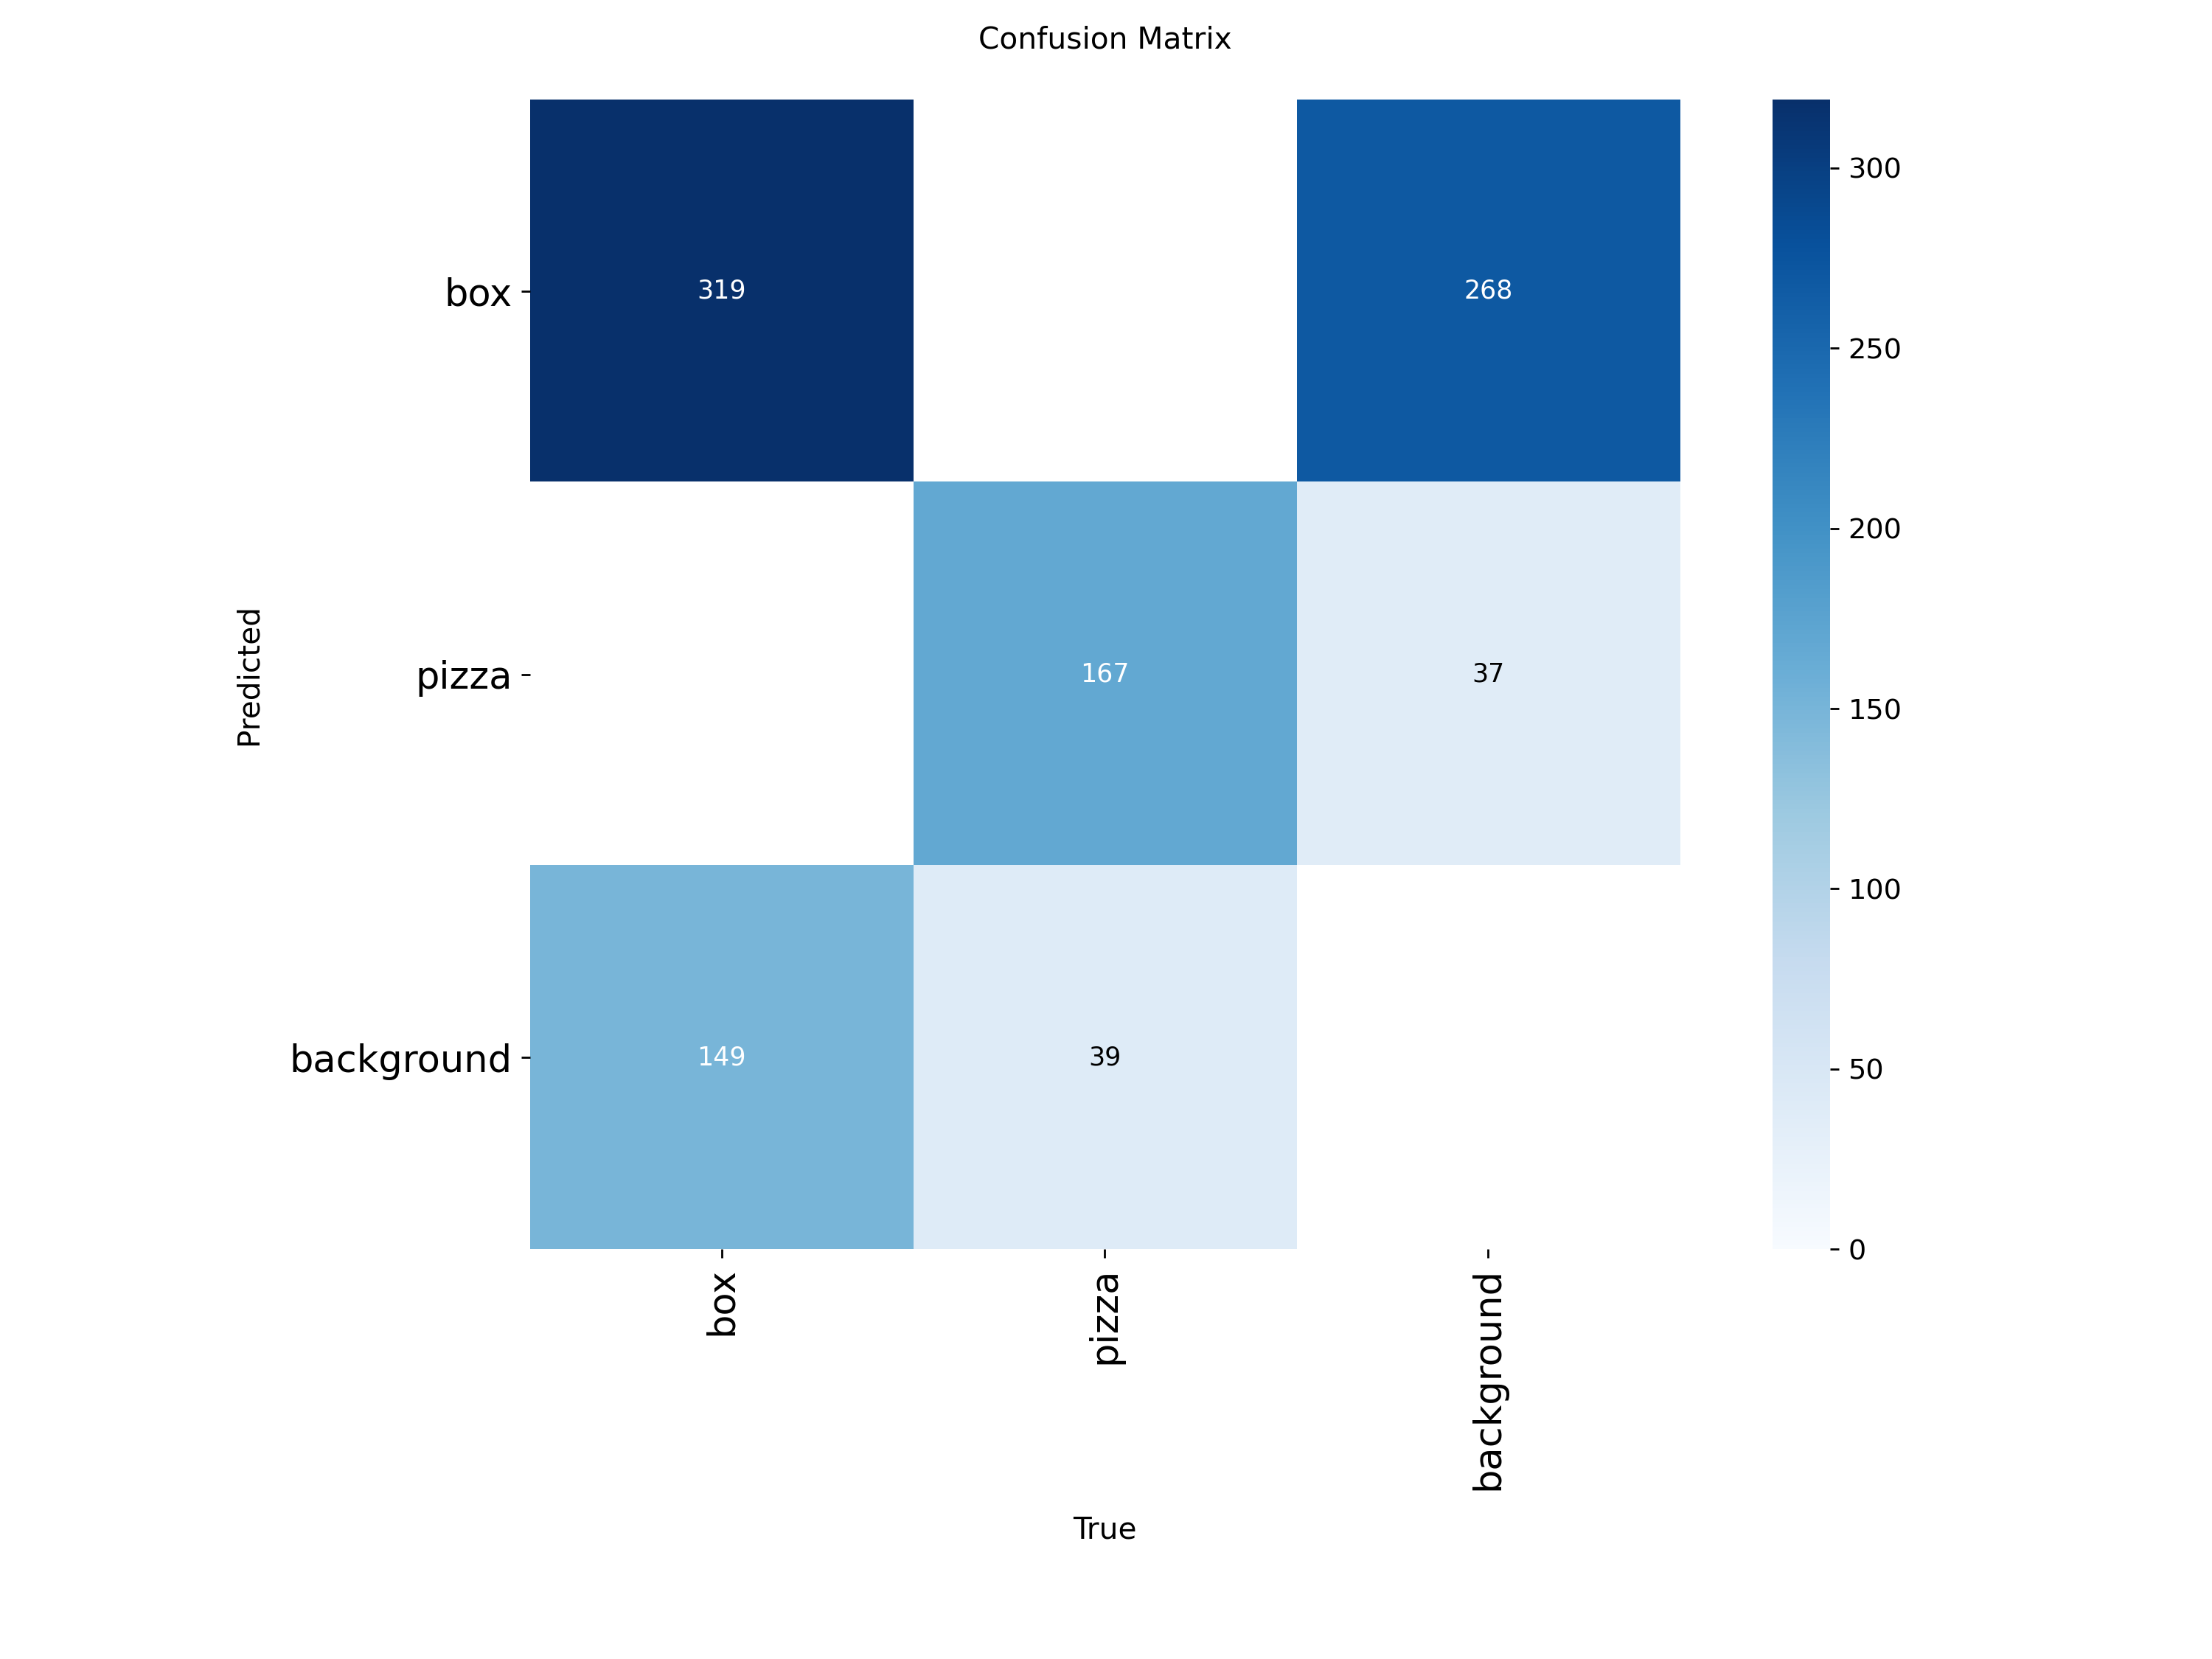 Confusion Matrix
box
319
268
pizza
167
37
background
149
39
Predicted
box
pizza
background
True
300
250
200
150
100
50
0